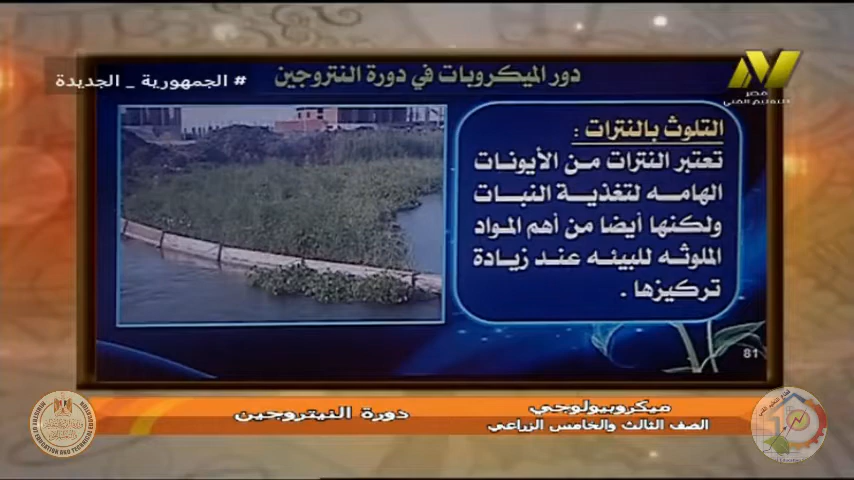 دور الميكروبات في دورة النتروجين
# الجمهورية _ الجديدة
مصر
التعليم الفني
التلوث بالنترات :
تعتبر النترات من الأيونات
الهامه لتغذية النبات
ولكنها أيضا من أهم المواد
الملوثه للبيئه عند زيادة
تركيزها .
81
ميكروبيولوجي
دورة النيتروجين
الصف الثالث والخامس الزراعي